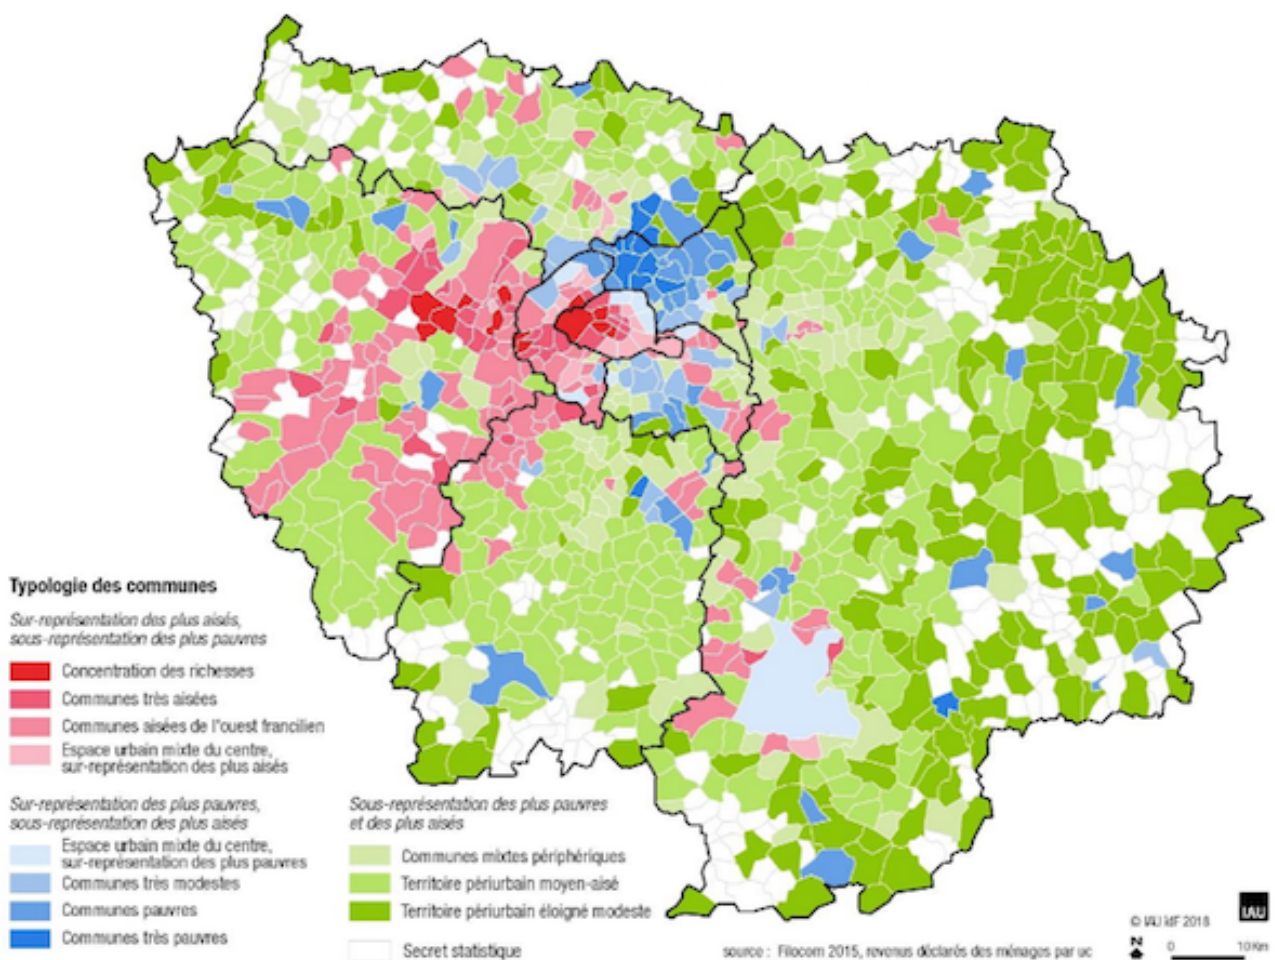 Typologie des communes
Sur-représentation des plus aisés,
sous-représentation des plus pauvres
Concentration des richesses
Communes très aisées
Communes aisées de l'ouest francilien
Espace urbain mixte du centre,
sur-représentation des plus aisés
Sur-représentation des plus pauvres,
sous-représentation des plus aisés
Espace urbain mixte du centre,
sur-représentation des plus pauvres
Communes très modestes
Communes pauvres
Communes très pauvres
Sous-représentation des plus pauvres
et des plus aisés
Communes mixtes périphériques
Territoire périurbain moyen-aisé
Territoire périurbain éloigné modeste
Secret statistique
source : Filocom 2015, revenus déclarés des ménages par uc
IAU
© IAU îdF 2018
N
0 10 Km